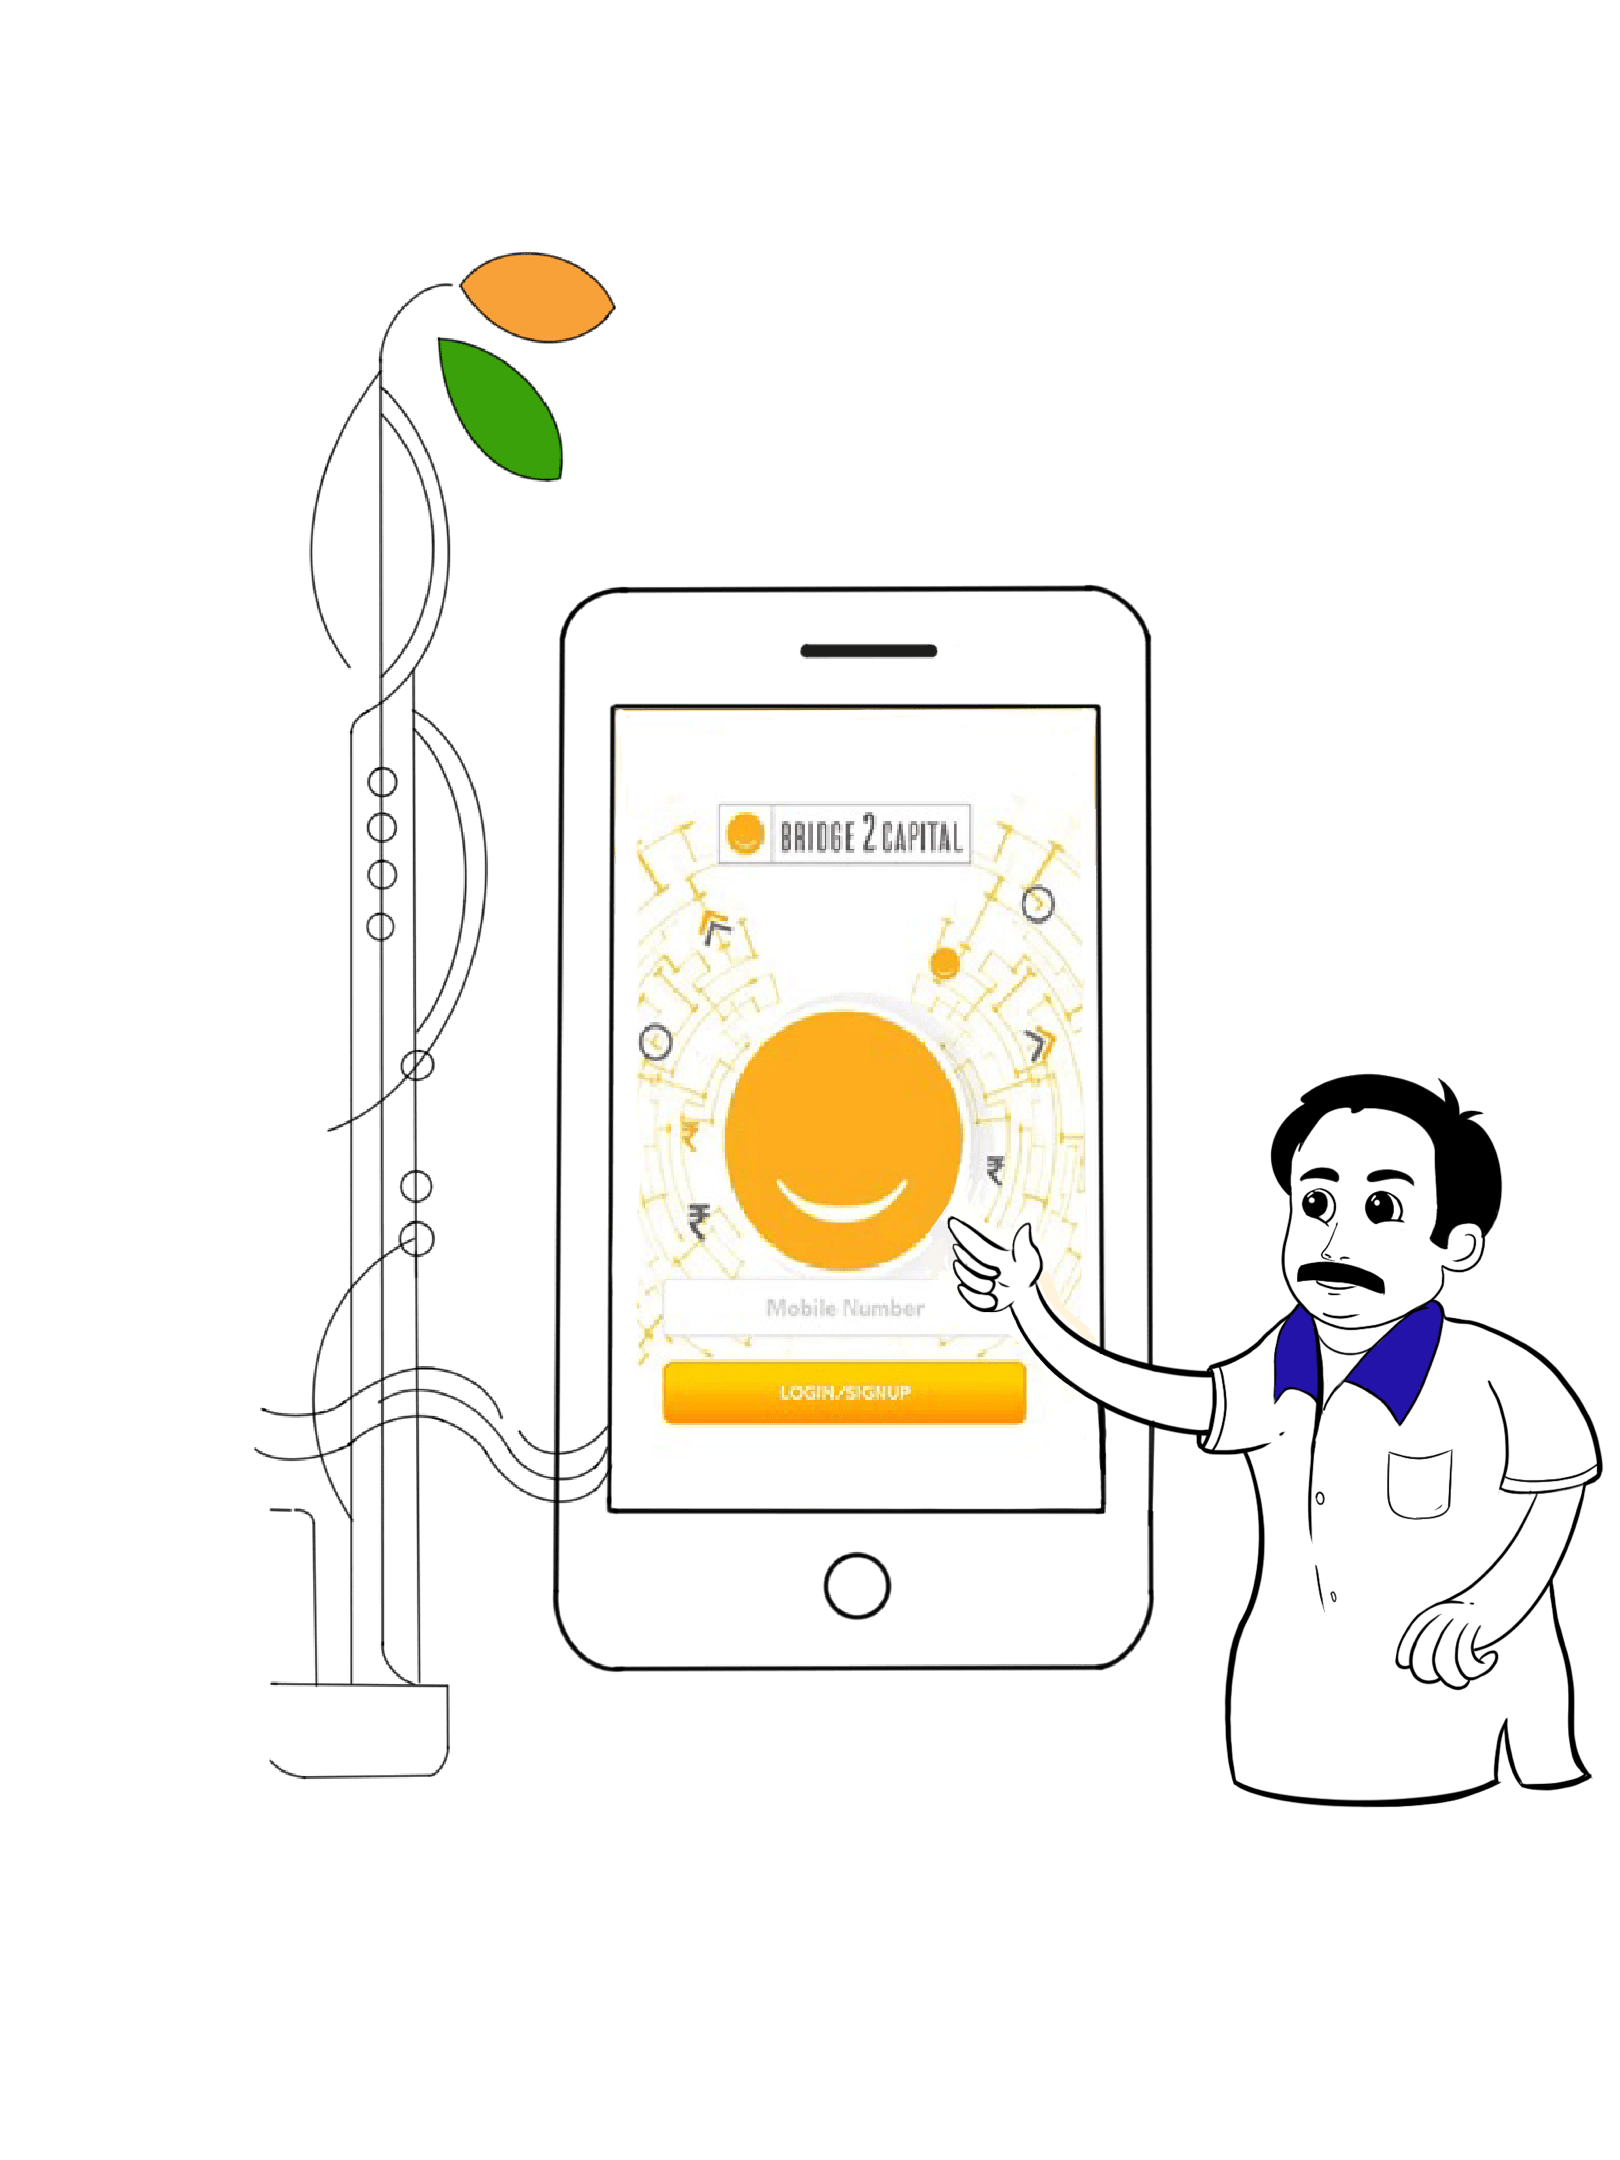 BRIDGE 2 CAPITAL
₹
₹
₹
Mobile Number
LOGIN/SIGNUP